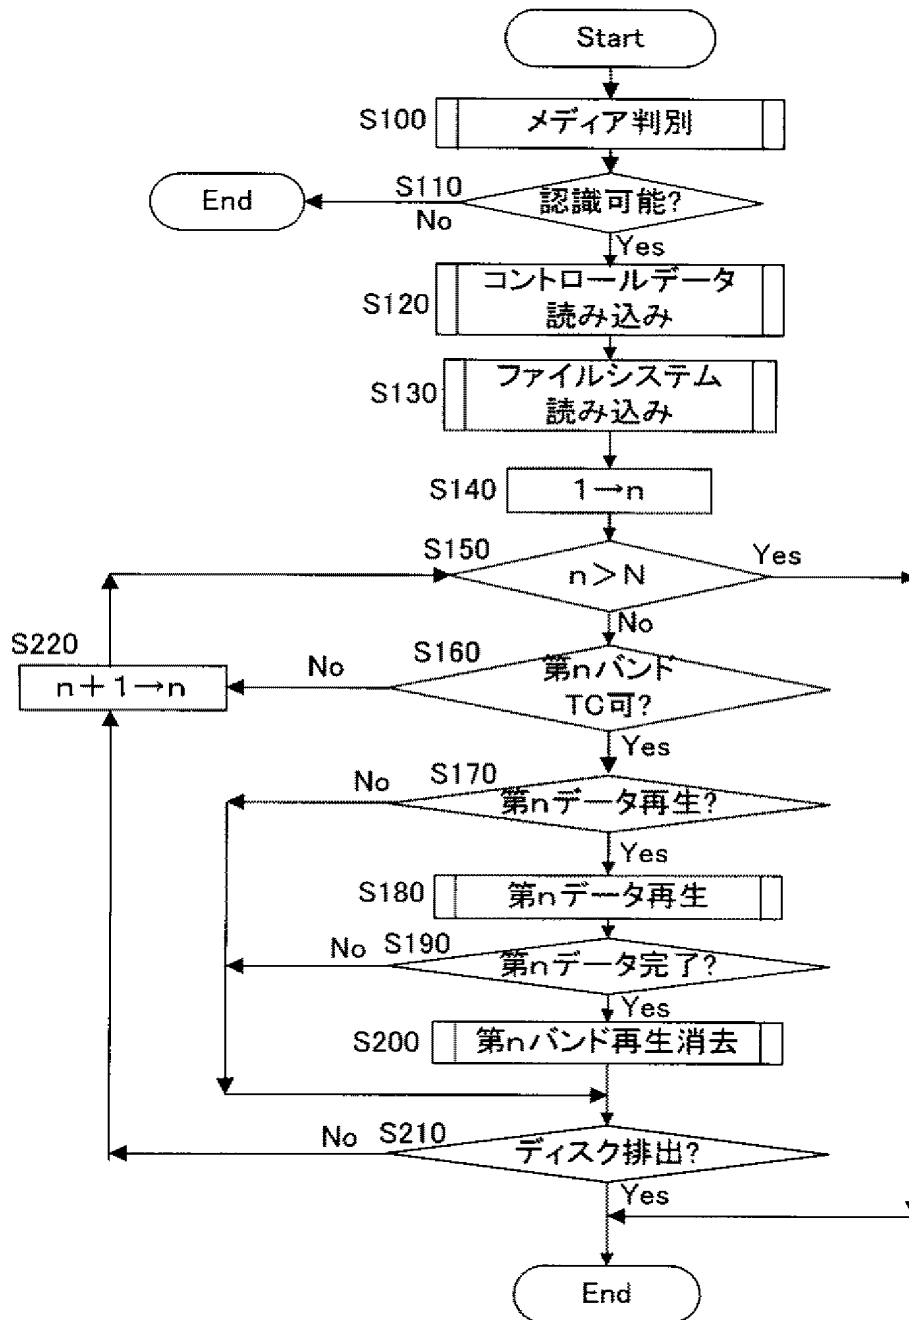 Start
S100
メディア判別
S110
認識可能?
End
No
Yes
S120
コントロールデータ
読み込み
S130
ファイルシステム
読み込み
S140
1→n
S150
n>N
Yes
No
S220
n+1→n
S160
No
第nバンド
TC可?
Yes
S170
No
第nデータ再生?
Yes
S180
第nデータ再生
S190
No
第nデータ完了?
Yes
S200
第nバンド再生消去
S210
No
ディスク排出?
Yes
End